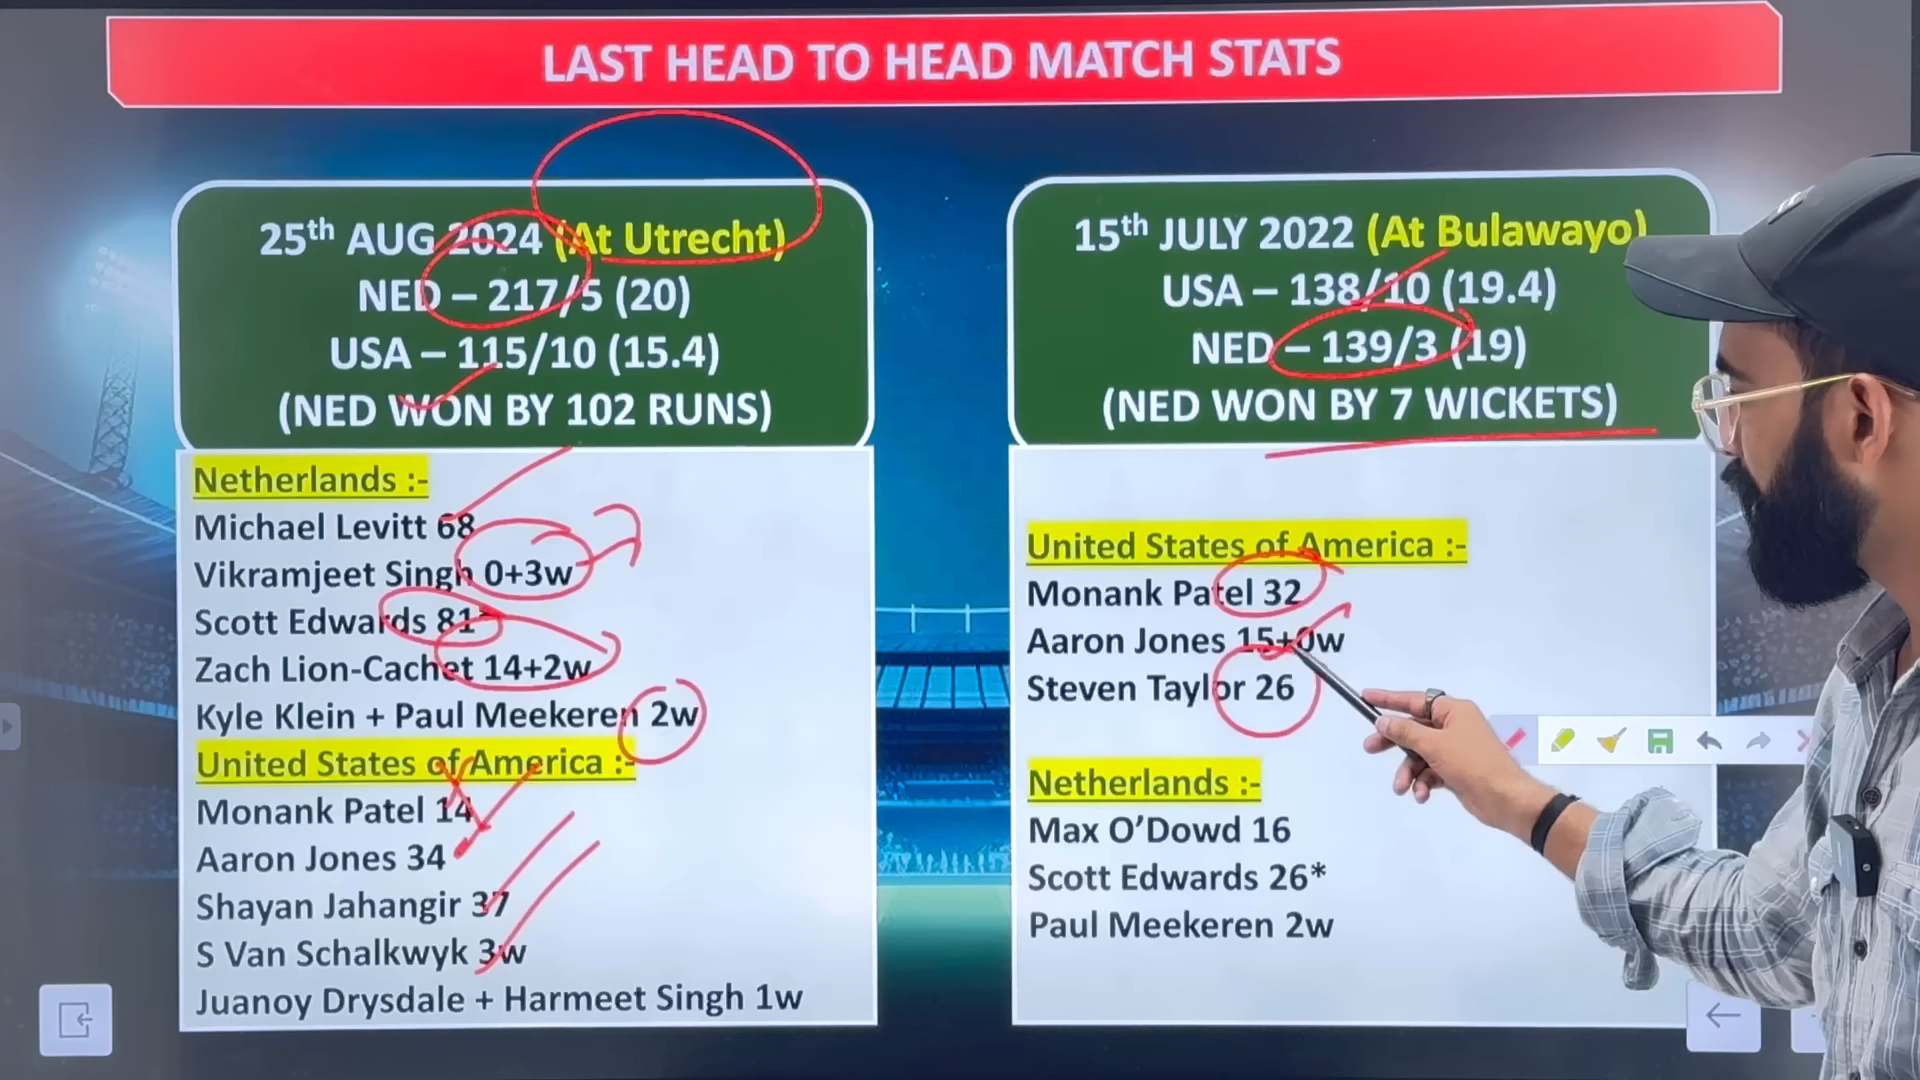 LAST HEAD TO HEAD MATCH STATS
25th AUG 2024 (At Utrecht)
NED – 217/5 (20)
USA – 115/10 (15.4)
(NED WON BY 102 RUNS)
Netherlands :-
Michael Levitt 68
Vikramjeet Singh 0+3w
Scott Edwards 81*
Zach Lion-Cachet 14+2w
Kyle Klein + Paul Meekeren 2w
United States of America :-
Monank Patel 14
Aaron Jones 34
Shayan Jahangir 37
S Van Schalkwyk 3w
Juanoy Drysdale + Harmeet Singh 1w
15th JULY 2022 (At Bulawayo)
USA – 138/10 (19.4)
NED – 139/3 (19)
(NED WON BY 7 WICKETS)
United States of America :-
Monank Patel 32
Aaron Jones 15+0w
Steven Taylor 26
Netherlands :-
Max O’Dowd 16
Scott Edwards 26*
Paul Meekeren 2w